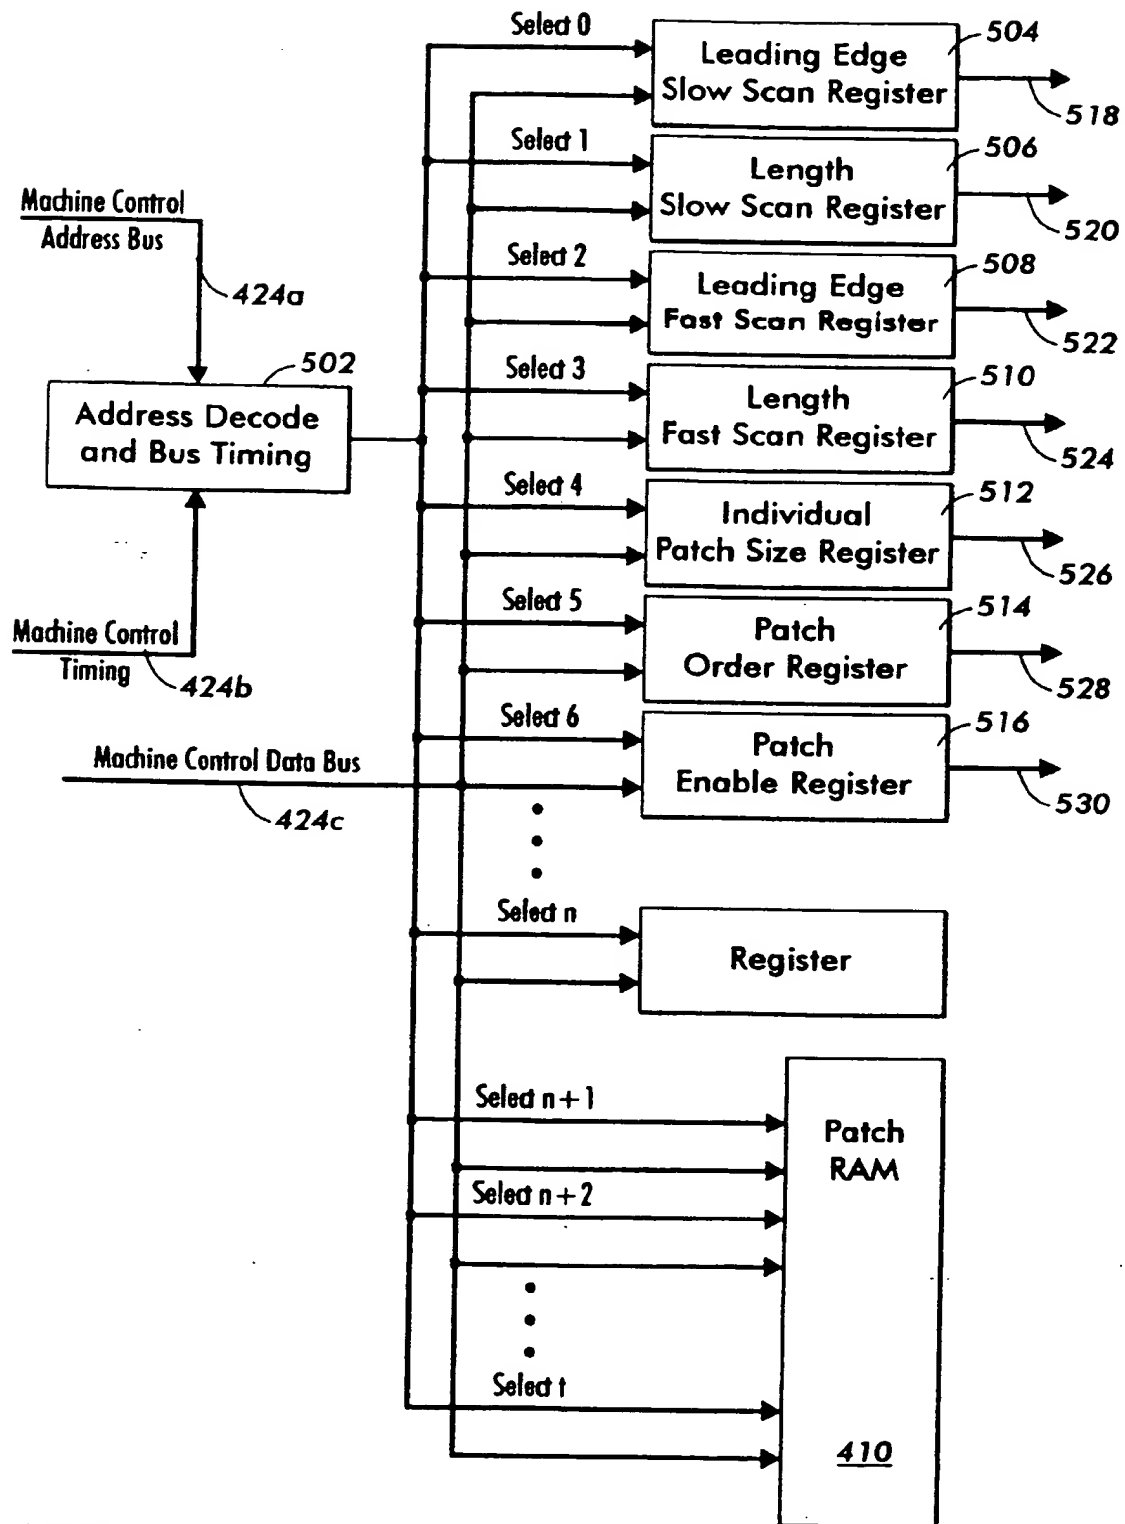 Select 0
Leading Edge
Slow Scan Register
504
518
Select 1
Length
Slow Scan Register
506
520
Machine Control
Address Bus
424a
Select 2
Leading Edge
Fast Scan Register
508
522
502
Address Decode
and Bus Timing
Select 3
Length
Fast Scan Register
510
524
Select 4
Individual
Patch Size Register
512
526
Machine Control
Timing
424b
Select 5
Patch
Order Register
514
528
Select 6
Patch
Enable Register
516
530
Machine Control Data Bus
424c
Select n
Register
Select n+1
Patch
RAM
Select n+2
Select t
410